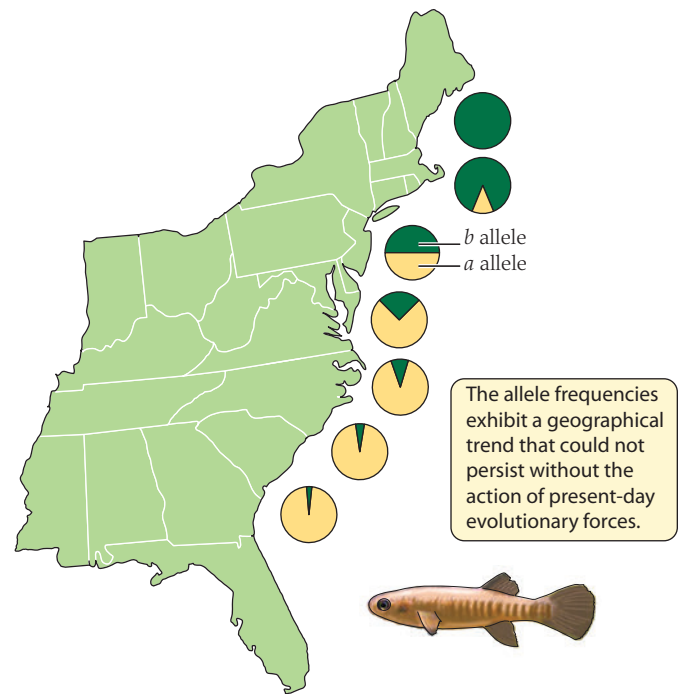 b allele
a allele
The allele frequencies
exhibit a geographical
trend that could not
persist without the
action of present-day
evolutionary forces.